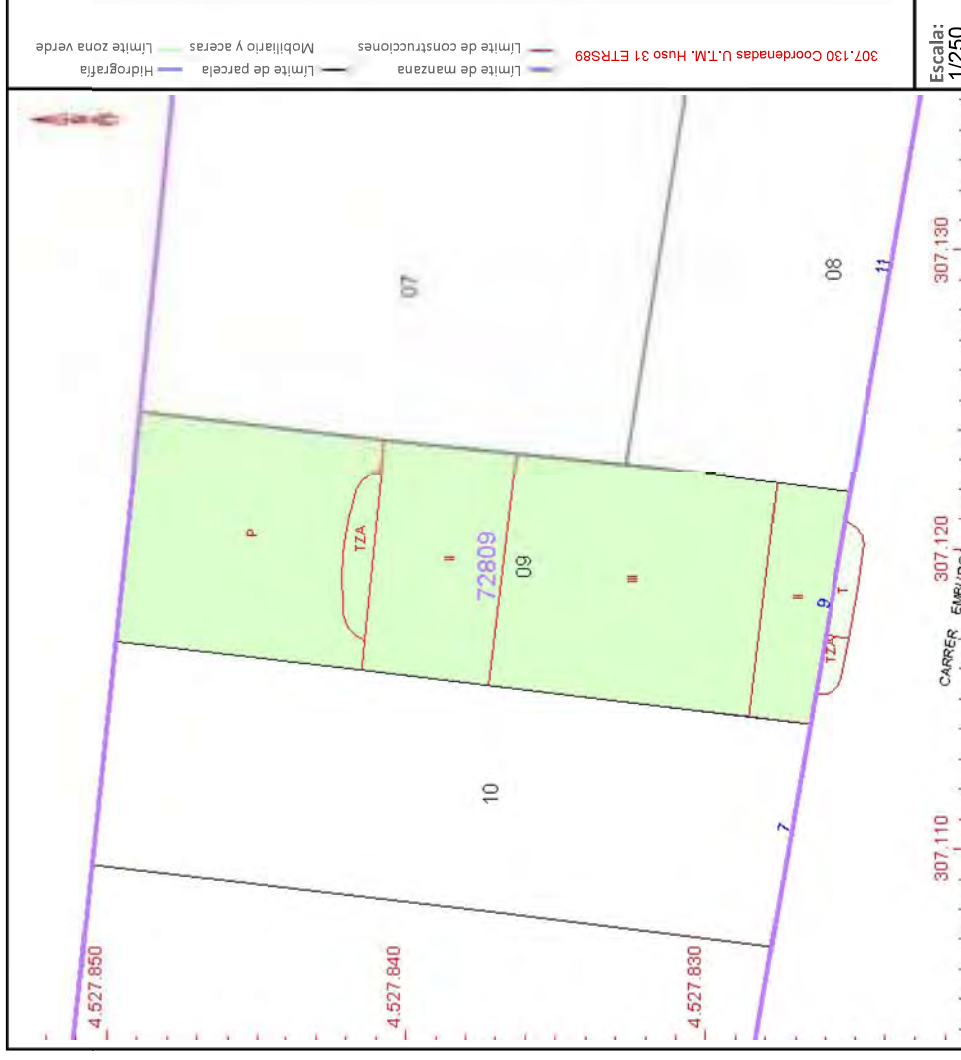 Límite de manzana
Límite de construcciones
Límite de parcela
Mobiliario y aceras
Hidrografía
Límite zona verde
307.130 Coordenadas U.T.M. Huso 31 ETRS89
Escala:
1/250
4.527.850
4.527.840
4.527.830
307.110
307.120
307.130
07
08
10
P
TZA
II
72809
09
III
II
TZA
T
7
9
11
CARRER